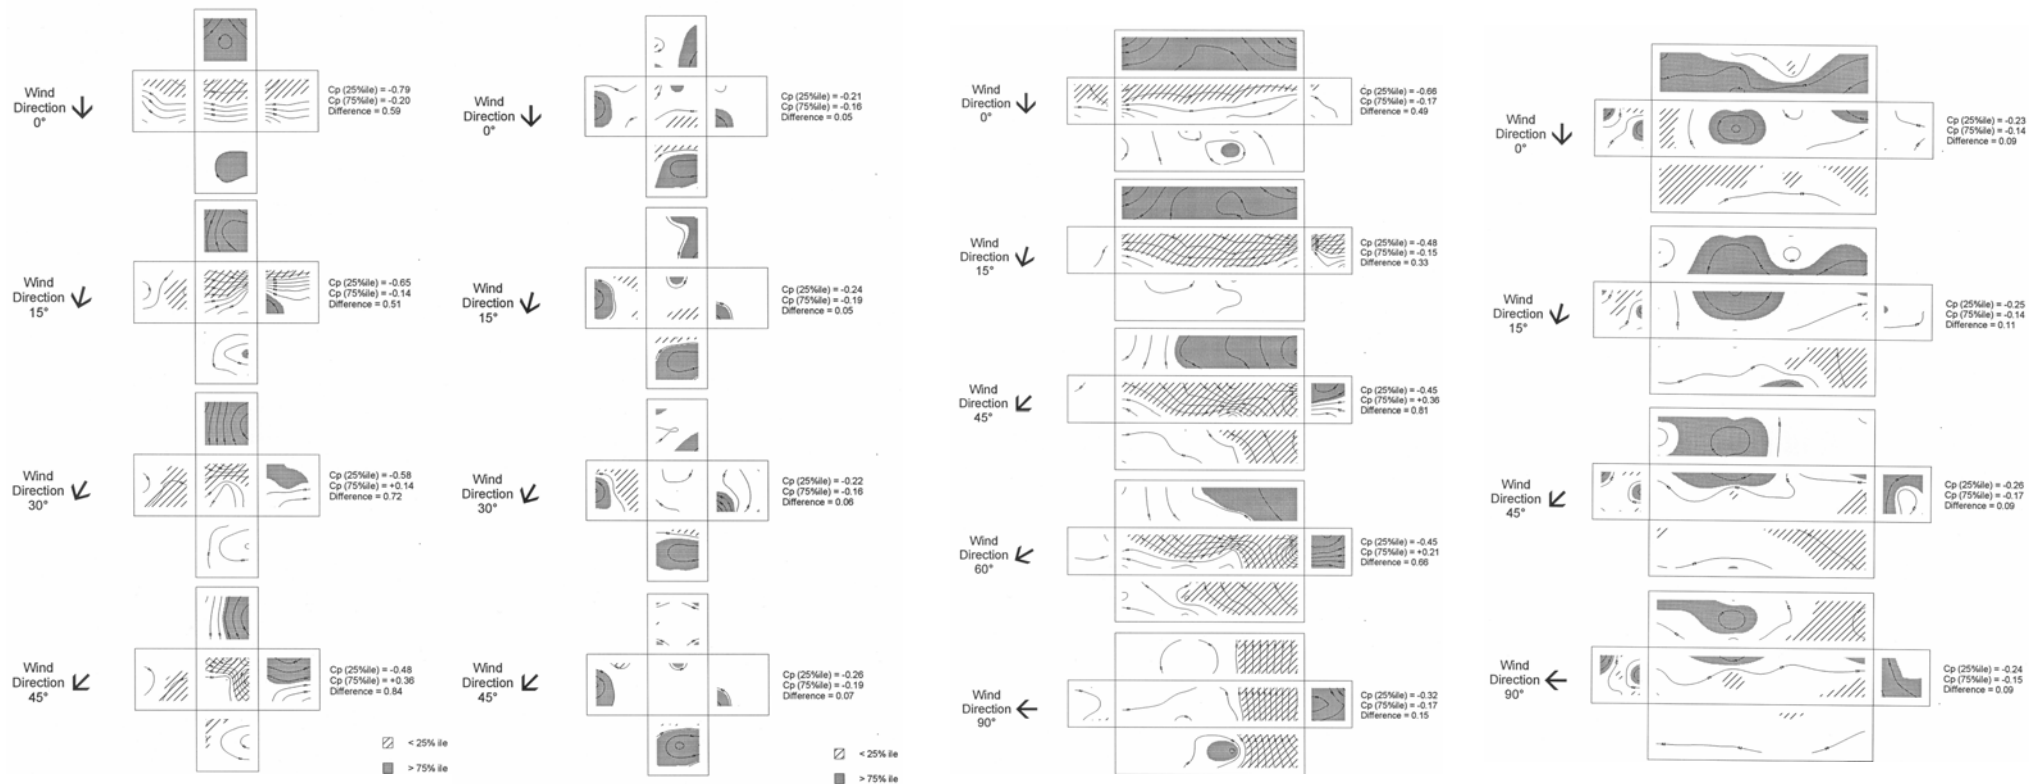 Wind
Direction
0°
Cp (25%ile) = -0.79
Cp (75%ile) = -0.20
Difference = 0.59
Wind
Direction
15°
Cp (25%ile) = -0.65
Cp (75%ile) = -0.14
Difference = 0.51
Wind
Direction
30°
Cp (25%ile) = -0.58
Cp (75%ile) = +0.14
Difference = 0.72
Wind
Direction
45°
Cp (25%ile) = -0.48
Cp (75%ile) = +0.36
Difference = 0.84
< 25% ile
> 75% ile
Wind
Direction
0°
Cp (25%ile) = -0.21
Cp (75%ile) = -0.16
Difference = 0.05
Wind
Direction
15°
Cp (25%ile) = -0.24
Cp (75%ile) = -0.19
Difference = 0.05
Wind
Direction
30°
Cp (25%ile) = -0.22
Cp (75%ile) = -0.16
Difference = 0.06
Wind
Direction
45°
Cp (25%ile) = -0.26
Cp (75%ile) = -0.19
Difference = 0.07
< 25% ile
> 75% ile
Wind
Direction
0°
Cp (25%ile) = -0.66
Cp (75%ile) = -0.17
Difference = 0.49
Wind
Direction
15°
Cp (25%ile) = -0.48
Cp (75%ile) = -0.15
Difference = 0.33
Wind
Direction
45°
Cp (25%ile) = -0.45
Cp (75%ile) = +0.36
Difference = 0.81
Wind
Direction
60°
Cp (25%ile) = -0.45
Cp (75%ile) = +0.21
Difference = 0.66
Wind
Direction
90°
Cp (25%ile) = -0.32
Cp (75%ile) = -0.17
Difference = 0.15
Wind
Direction
0°
Cp (25%ile) = -0.23
Cp (75%ile) = -0.14
Difference = 0.09
Wind
Direction
15°
Cp (25%ile) = -0.25
Cp (75%ile) = -0.14
Difference = 0.11
Wind
Direction
45°
Cp (25%ile) = -0.26
Cp (75%ile) = -0.17
Difference = 0.09
Wind
Direction
90°
Cp (25%ile) = -0.24
Cp (75%ile) = -0.15
Difference = 0.09